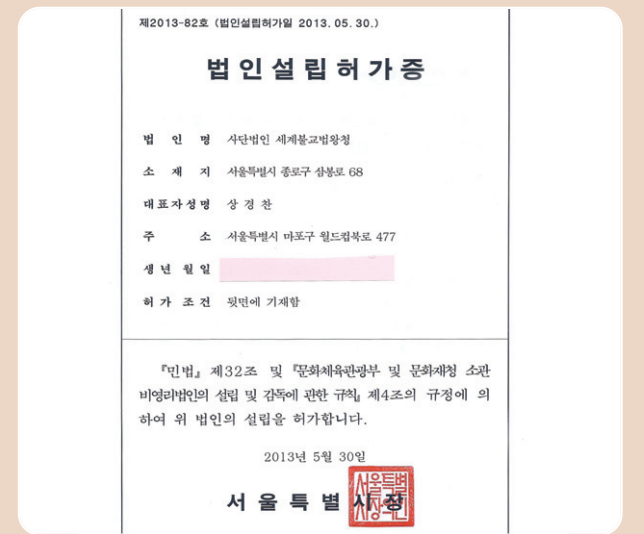 제2013-82호 (법인설립허가일 2013. 05. 30.)
법인설립허가증
법 인 명 사단법인 세계불교법왕청
소 재 지 서울특별시 종로구 삼봉로 68
대표자성명 상 경 찬
주 소 서울특별시 마포구 월드컵북로 477
생 년 월 일
허 가 조 건 뒷면에 기재함
『민법』 제32조 및 『문화체육관광부 및 문화재청 소관
비영리법인의 설립 및 감독에 관한 규칙』 제4조의 규정에 의
하여 위 법인의 설립을 허가합니다.
2013년 5월 30일
서 울 특 별 시 장
서울특별
시장의인